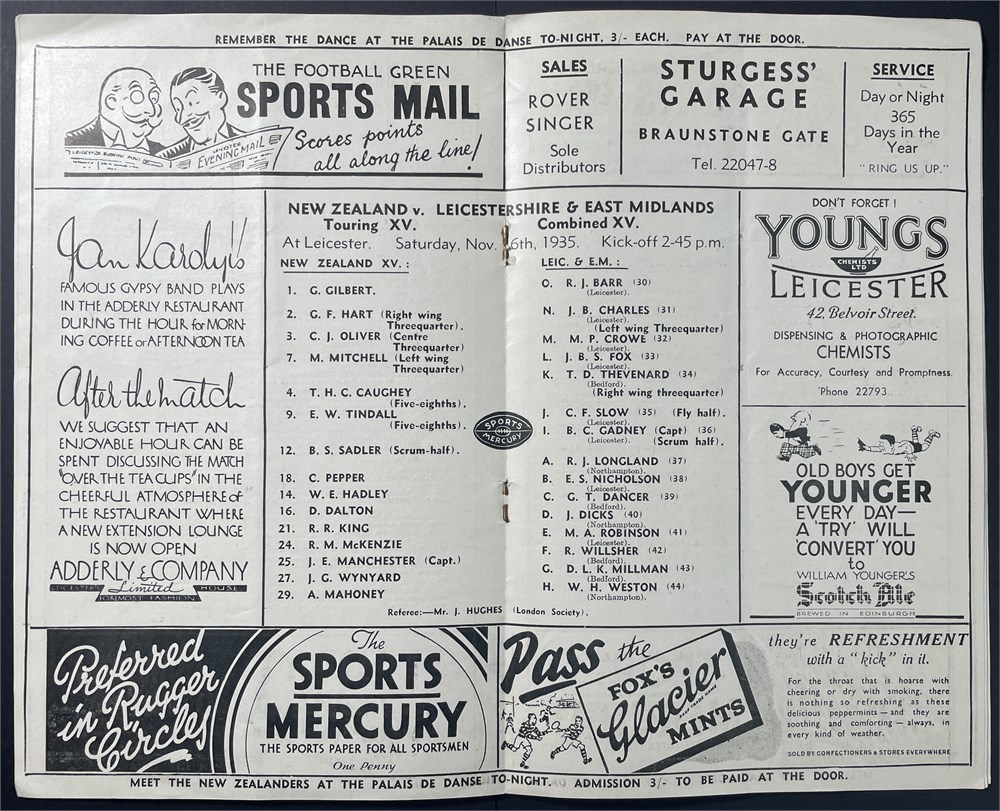 REMEMBER THE DANCE AT THE PALAIS DE DANSE TO-NIGHT, 3/- EACH. PAY AT THE DOOR.
THE FOOTBALL GREEN
SPORTS MAIL
Scores points
all along the line!
LEICESTER EVENING MAIL
LEICESTER
EVENING MAIL
SALES
ROVER
SINGER
Sole
Distributors
STURGESS'
GARAGE
BRAUNSTONE GATE
Tel. 22047-8
SERVICE
Day or Night
365
Days in the
Year
"RING US UP."
Jan Karolyi's
FAMOUS GYPSY BAND PLAYS
IN THE ADDERLY RESTAURANT
DURING THE HOUR for MORN-
ING COFFEE or AFTERNOON TEA
After the match
WE SUGGEST THAT AN
ENJOYABLE HOUR CAN BE
SPENT DISCUSSING THE MATCH
"OVER THE TEA CUPS" IN THE
CHEERFUL ATMOSPHERE of
THE RESTAURANT WHERE
A NEW EXTENSION LOUNGE
IS NOW OPEN
ADDERLY & COMPANY
LEICESTER'S Limited HOUSE
FOREMOST FASHION
NEW ZEALAND v. LEICESTERSHIRE & EAST MIDLANDS
Touring XV. Combined XV.
At Leicester. Saturday, Nov. 6th, 1935. Kick-off 2-45 p.m.
NEW ZEALAND XV. :
1. G. GILBERT.
2. G. F. HART (Right wing
Threequarter).
3. C. J. OLIVER (Centre
Threequarter)
7. M. MITCHELL (Left wing
Threequarter)
4. T. H. C. CAUGHEY
(Five-eighths).
9. E. W. TINDALL
(Five-eighths).
12. B. S. SADLER (Scrum-half).
18. C. PEPPER
14. W. E. HADLEY
16. D. DALTON
21. R. R. KING
24. R. M. McKENZIE
25. J. E. MANCHESTER (Capt.)
27. J. G. WYNYARD
29. A. MAHONEY
LEIC. & E.M. :
O. R. J. BARR (30)
(Leicester).
N. J. B. CHARLES (31)
(Leicester).
(Left wing Threequarter)
M. M. P. CROWE (32)
(Leicester).
L. J. B. S. FOX (33)
(Leicester).
K. T. D. THEVENARD (34)
(Bedford).
(Right wing threequarter)
J. C. F. SLOW (35) (Fly half).
(Leicester).
I. B. C. GADNEY (Capt) (36)
(Leicester). (Scrum half).
A. R. J. LONGLAND (37)
(Northampton).
B. E. S. NICHOLSON (38)
(Leicester).
C. G. T. DANCER (39)
(Bedford).
D. J. DICKS (40)
(Northampton).
E. M. A. ROBINSON (41)
(Leicester).
F. R. WILLSHER (42)
(Bedford).
G. D. L. K. MILLMAN (43)
(Bedford).
H. W. H. WESTON (44)
(Northampton).
SPORTS
MERCURY
Referee:—Mr. J. HUGHES (London Society).
DON'T FORGET !
YOUNGS
CHEMISTS
LTD
LEICESTER
42, Belvoir Street.
DISPENSING & PHOTOGRAPHIC
CHEMISTS
For Accuracy, Courtesy and Promptness.
'Phone 22793
OLD BOYS GET
YOUNGER
EVERY DAY—
A 'TRY' WILL
'CONVERT' YOU
to
WILLIAM YOUNGER'S
Scotch Ale
BREWED IN EDINBURGH
Preferred
in Rugger
Circles!
The
SPORTS
MERCURY
THE SPORTS PAPER FOR ALL SPORTSMEN
One Penny
Pass the
FOX'S
Glacier
MINTS
they're REFRESHMENT
with a "kick" in it.
For the throat that is hoarse with
cheering or dry with smoking, there
is nothing so refreshing as these
delicious peppermints — and they are
soothing and comforting — always, in
every kind of weather.
SOLD BY CONFECTIONERS & STORES EVERYWHERE
MEET THE NEW ZEALANDERS AT THE PALAIS DE DANSE TO-NIGHT. ADMISSION 3/- TO BE PAID AT THE DOOR.